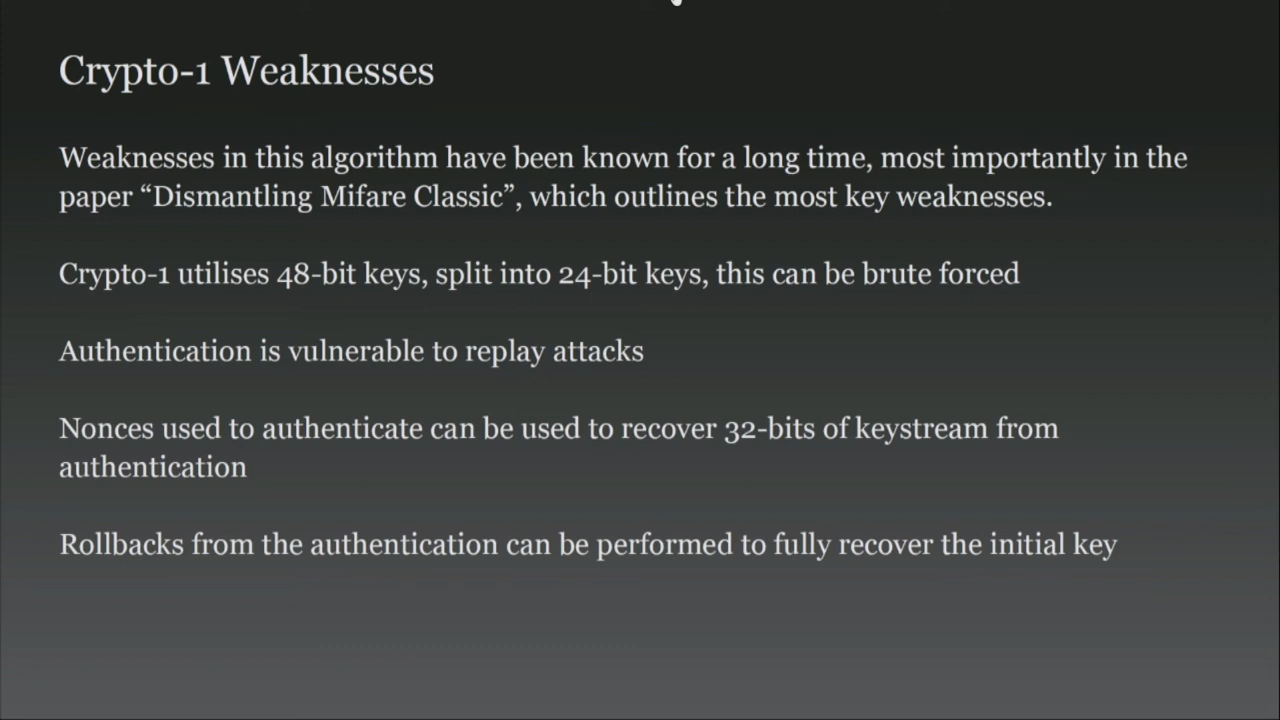 Crypto-1 Weaknesses
Weaknesses in this algorithm have been known for a long time, most importantly in the
paper “Dismantling Mifare Classic”, which outlines the most key weaknesses.
Crypto-1 utilises 48-bit keys, split into 24-bit keys, this can be brute forced
Authentication is vulnerable to replay attacks
Nonces used to authenticate can be used to recover 32-bits of keystream from
authentication
Rollbacks from the authentication can be performed to fully recover the initial key